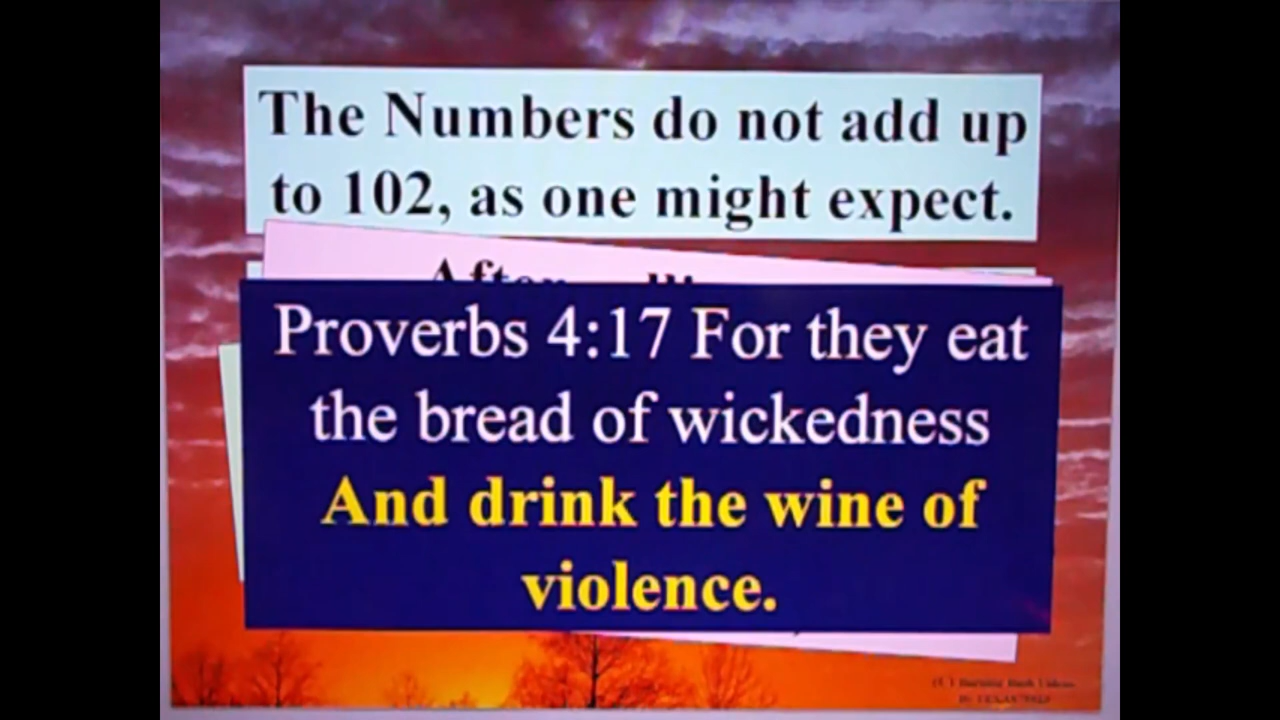 The Numbers do not add up
to 102, as one might expect.
After
Proverbs 4:17 For they eat
the bread of wickedness
And drink the wine of
violence.